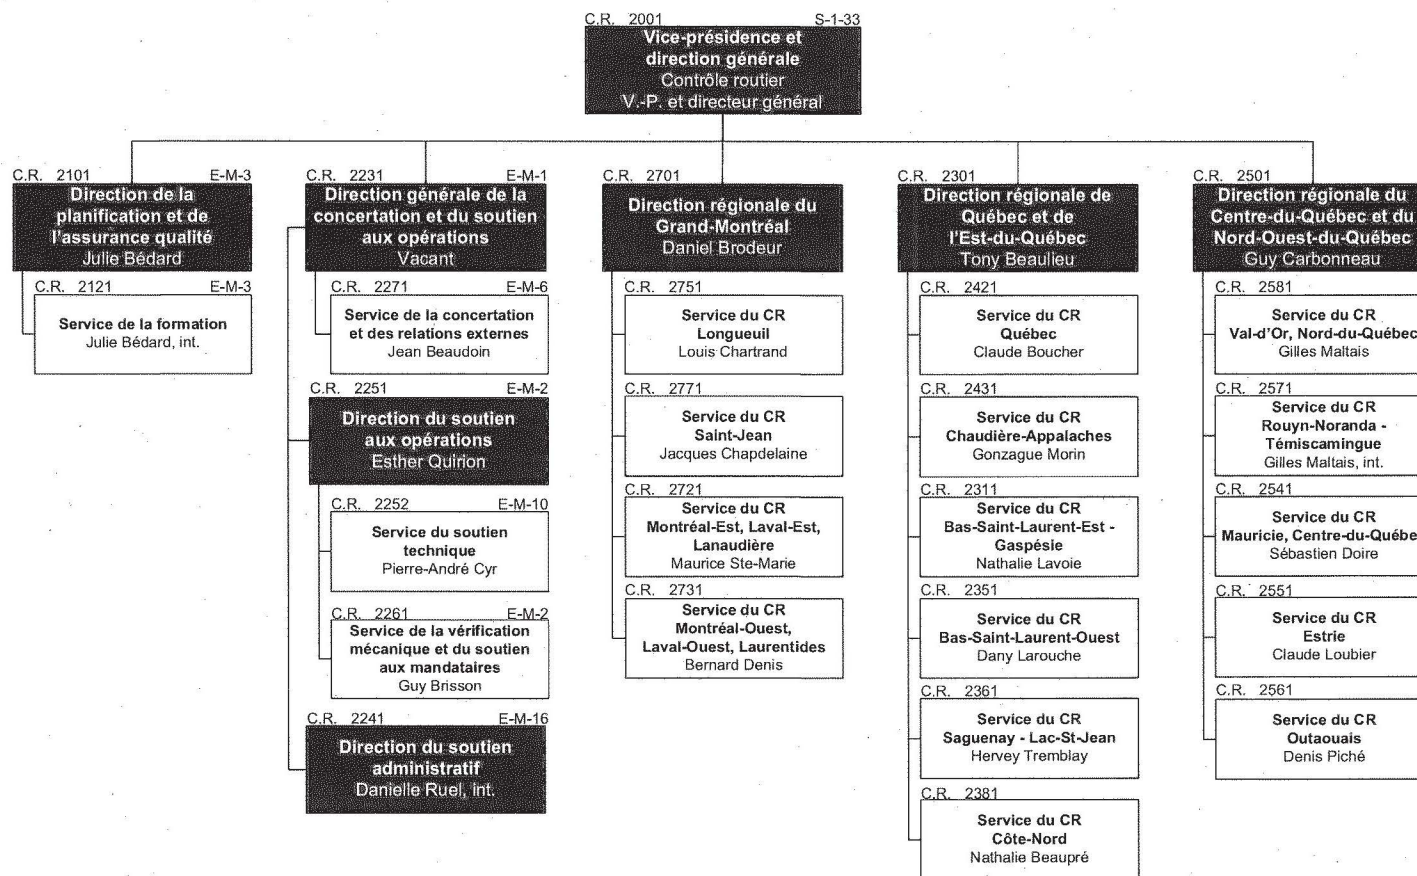 C.R. 2001 S-1-33
Vice-présidence et
direction générale
Contrôle routier
V.-P. et directeur général
C.R. 2101 E-M-3
Direction de la
planification et de
l'assurance qualité
Julie Bédard
C.R. 2121 E-M-3
Service de la formation
Julie Bédard, int.
C.R. 2231 E-M-1
Direction générale de la
concertation et du soutien
aux opérations
Vacant
C.R. 2271 E-M-6
Service de la concertation
et des relations externes
Jean Beaudoin
C.R. 2251 E-M-2
Direction du soutien
aux opérations
Esther Quirion
C.R. 2252 E-M-10
Service du soutien
technique
Pierre-André Cyr
C.R. 2261 E-M-2
Service de la vérification
mécanique et du soutien
aux mandataires
Guy Brisson
C.R. 2241 E-M-16
Direction du soutien
administratif
Danielle Ruel, int.
C.R. 2701
Direction régionale du
Grand-Montréal
Daniel Brodeur
C.R. 2751
Service du CR
Longueuil
Louis Chartrand
C.R. 2771
Service du CR
Saint-Jean
Jacques Chapdelaine
C.R. 2721
Service du CR
Montréal-Est, Laval-Est,
Lanaudière
Maurice Ste-Marie
C.R. 2731
Service du CR
Montréal-Ouest,
Laval-Ouest, Laurentides
Bernard Denis
C.R. 2301
Direction régionale de
Québec et de
l'Est-du-Québec
Tony Beaulieu
C.R. 2421
Service du CR
Québec
Claude Boucher
C.R. 2431
Service du CR
Chaudière-Appalaches
Gonzague Morin
C.R. 2311
Service du CR
Bas-Saint-Laurent-Est -
Gaspésie
Nathalie Lavoie
C.R. 2351
Service du CR
Bas-Saint-Laurent-Ouest
Dany Larouche
C.R. 2361
Service du CR
Saguenay - Lac-St-Jean
Hervey Tremblay
C.R. 2381
Service du CR
Côte-Nord
Nathalie Beaupré
C.R. 2501
Direction régionale du
Centre-du-Québec et du
Nord-Ouest-du-Québec
Guy Carbonneau
C.R. 2581
Service du CR
Val-d'Or, Nord-du-Québec
Gilles Maltais
C.R. 2571
Service du CR
Rouyn-Noranda -
Témiscamingue
Gilles Maltais, int.
C.R. 2541
Service du CR
Mauricie, Centre-du-Québe
Sébastien Doire
C.R. 2551
Service du CR
Estrie
Claude Loubier
C.R. 2561
Service du CR
Outaouais
Denis Piché